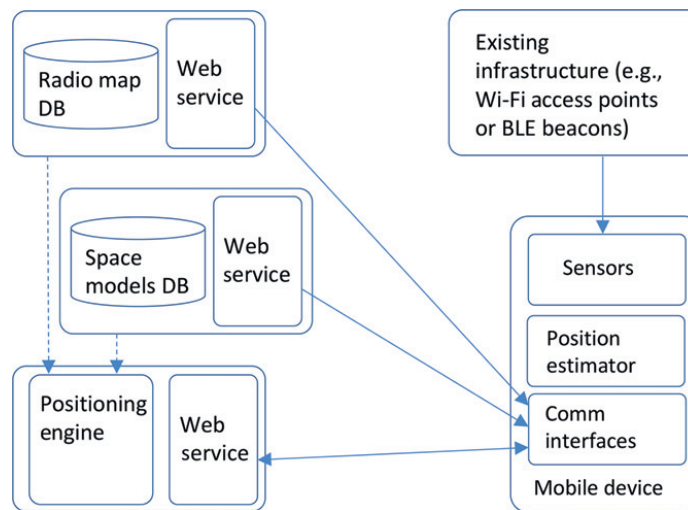 Radio map
DB
Web
service
Existing
infrastructure (e.g.,
Wi-Fi access points
or BLE beacons)
Space
models DB
Web
service
Sensors
Position
estimator
Positioning
engine
Web
service
Comm
interfaces
Mobile device